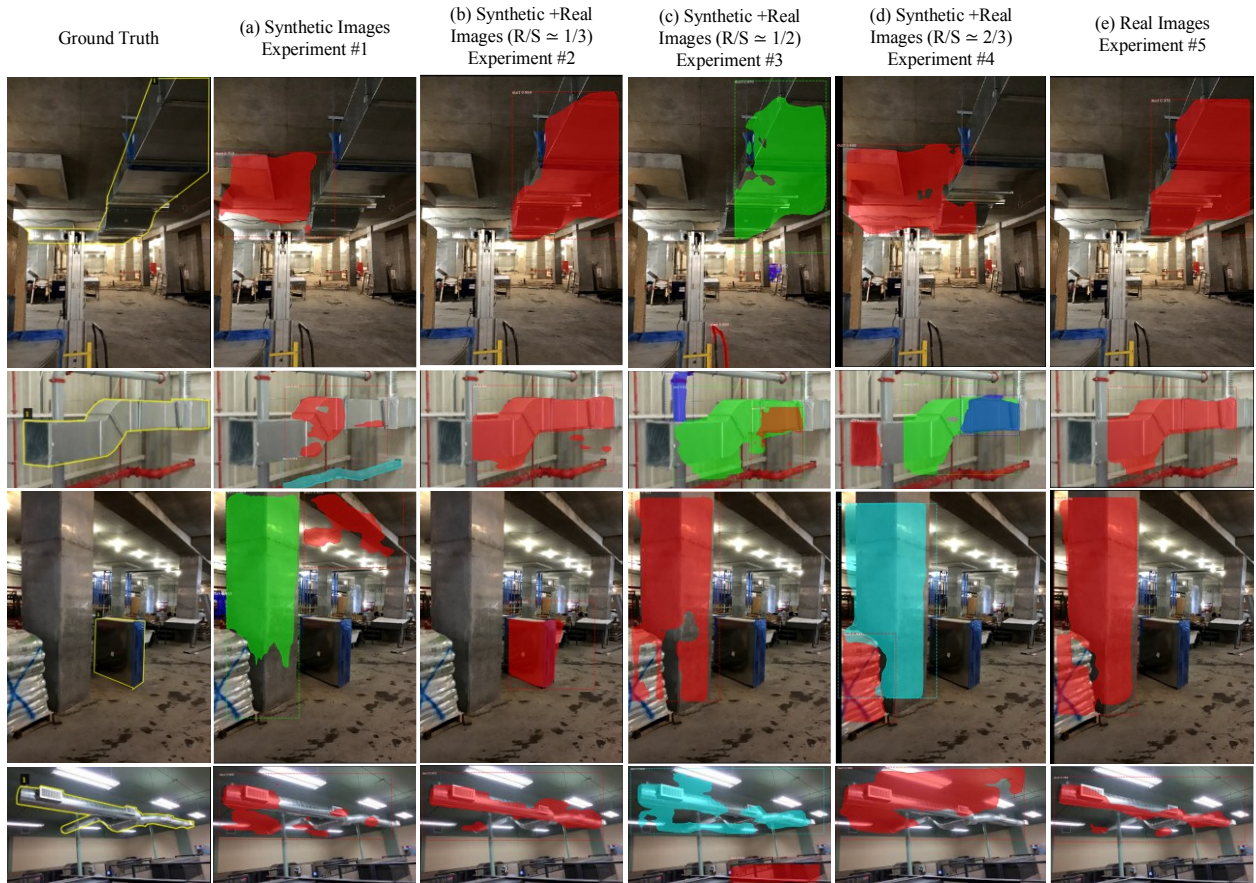 Ground Truth
(a) Synthetic Images
Experiment #1
(b) Synthetic +Real
Images (R/S ≃ 1/3)
Experiment #2
(c) Synthetic +Real
Images (R/S ≃ 1/2)
Experiment #3
(d) Synthetic +Real
Images (R/S ≃ 2/3)
Experiment #4
(e) Real Images
Experiment #5